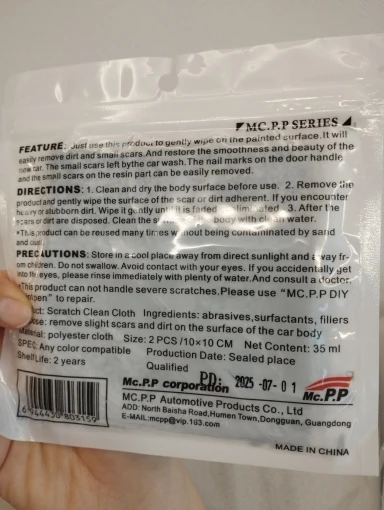 MC.P.P SERIES
FEATURE: Just use this product to gently wipe on the painted surface. It will
easily remove dirt and small scars. And restore the smoothness and beauty of the
new car. The small scars left by the car wash. The nail marks on the door handle
and the small scars on the resin part can be easily removed.
DIRECTIONS: 1. Clean and dry the body surface before use. 2. Remove the
product and gently wipe the surface of the scar or dirt adherent. If you encounter
heavy or stubborn dirt. Wipe it gently until it is faded 3. After the
scars or dirt are disposed. Clean the body with clean water.
*This product can be reused many times without being contaminated by sand
and dust.
PRECAUTIONS: Store in a cool place away from direct sunlight and away fr-
om children. Do not swallow. Avoid contact with your eyes. If you accidentally get
into the eyes, please rinse immediately with plenty of water. And consult a doctor.
*This product can not handle severe scratches. Please use "MC.P.P DIY
to repair.
Scratch Clean Cloth Ingredients: abrasives, surfactants, fillers
remove slight scars and dirt on the surface of the car body
Material: polyester cloth Size: 2 PCS /10×10 CM Net Content: 35 ml
SPEC: Any color compatible Production Date: Sealed place
Shelf Life: 2 years Qualified
Mc.P.P corporation PD: 2025 -07- 01
Mc.P.P
MC.P.P Automotive Products Co., Ltd
ADD: North Baisha Road, Humen Town, Dongguan, Guangdong
E-MAIL: mcpp@vip.163.com
MADE IN CHINA